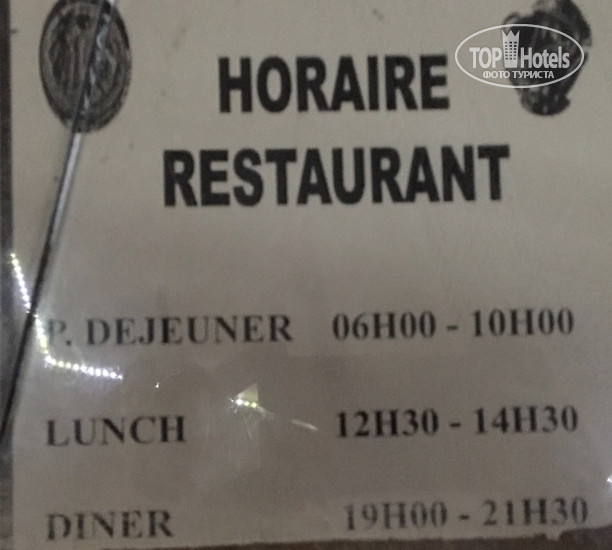 TOP Hotels
ФОТО ТУРИСТА
HORAIRE
RESTAURANT
P. DEJEUNER 06H00 - 10H00
LUNCH 12H30 - 14H30
DINER 19H00 - 21H30